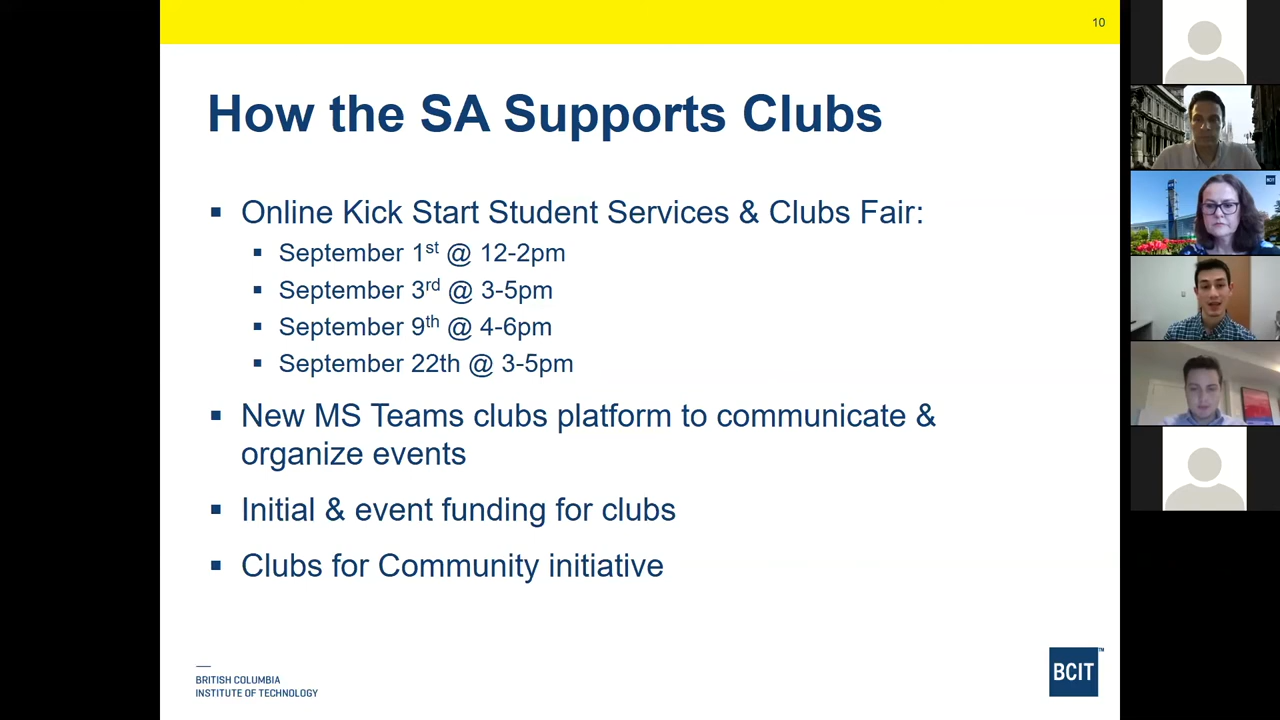 10
How the SA Supports Clubs
▪ Online Kick Start Student Services & Clubs Fair:
▪ September 1st @ 12-2pm
▪ September 3rd @ 3-5pm
▪ September 9th @ 4-6pm
▪ September 22th @ 3-5pm
▪ New MS Teams clubs platform to communicate &
organize events
▪ Initial & event funding for clubs
▪ Clubs for Community initiative
BRITISH COLUMBIA
INSTITUTE OF TECHNOLOGY
BCIT™
BCIT